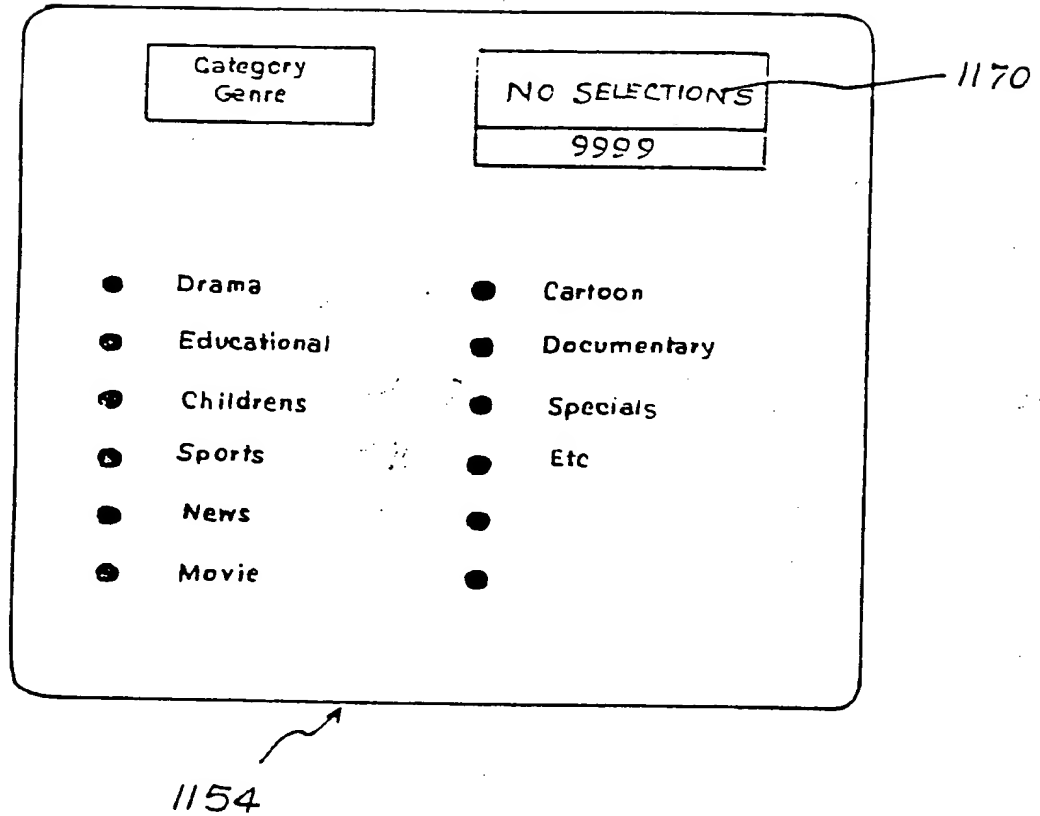 Category
Genre
NO SELECTIONS
9999
1170
Drama
Educational
Childrens
Sports
News
Movie
Cartoon
Documentary
Specials
Etc
1154